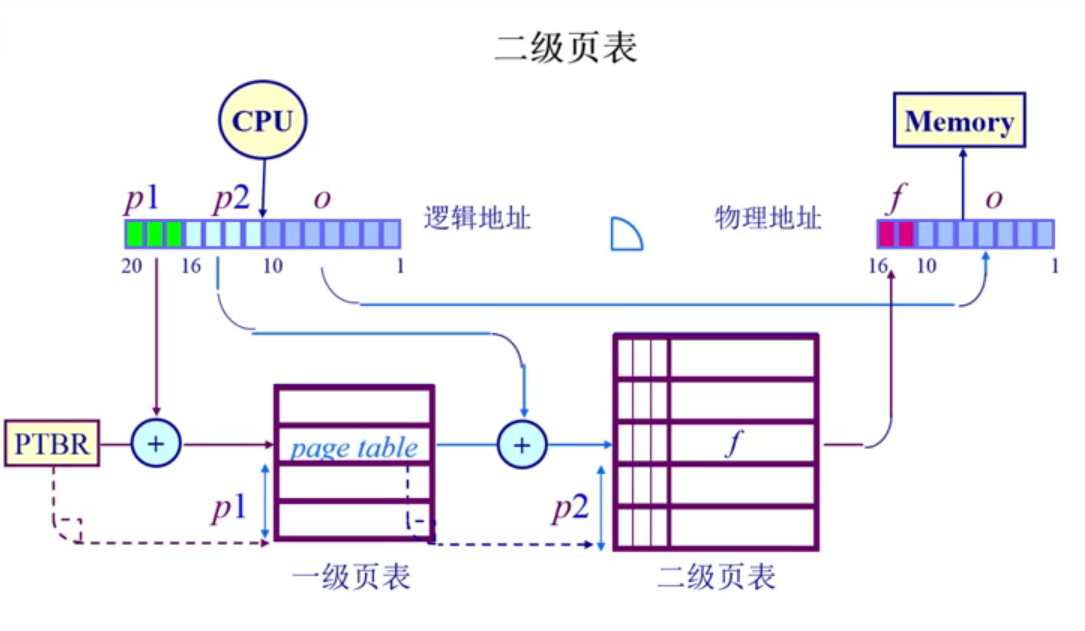 二级页表
CPU
Memory
p1 p2 o
逻辑地址
物理地址
f o
20 16 10 1
16 10 1
PTBR
+
page table
+
f
p1
p2
一级页表
二级页表